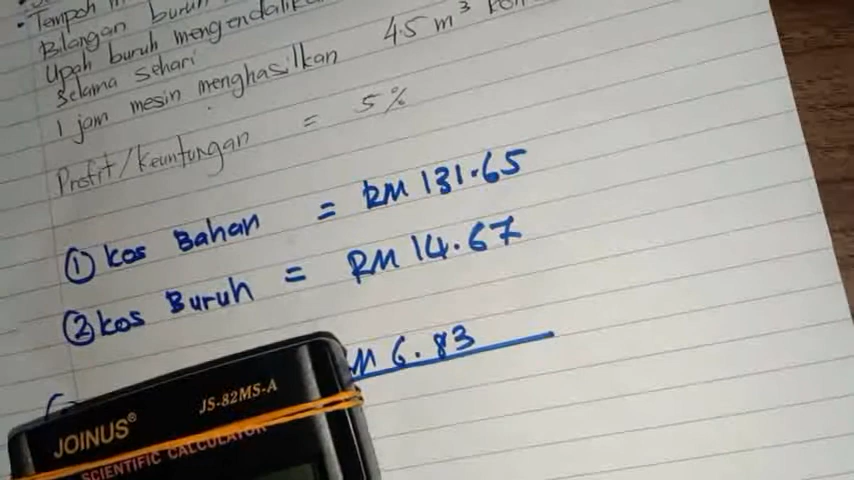 • Tempoh
Bilangan buruh
Upah buruh mengendalikan
Selama sehari
1 jam mesin menghasilkan 4.5 m³
Profit/Keuntungan = 5%
① Kos Bahan = RM 131.65
② Kos Buruh = RM 14.67
RM 6.83
JOINUS® JS-82MS-A
SCIENTIFIC CALCULATOR